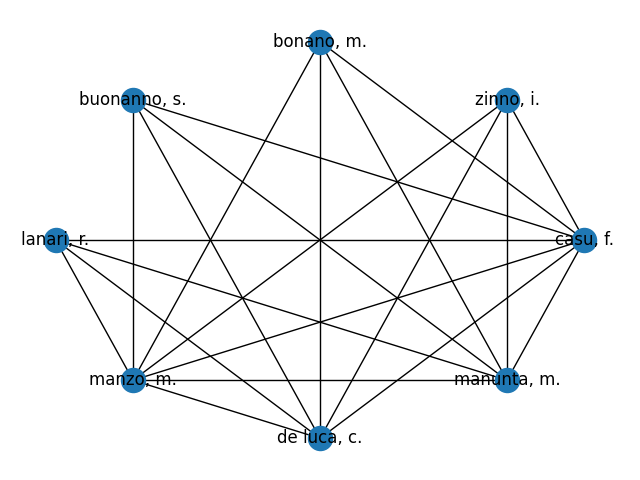 bonano, m.
buonanno, s.
zinno, i.
lanari, r.
casu, f.
manzo, m.
manunta, m.
de luca, c.